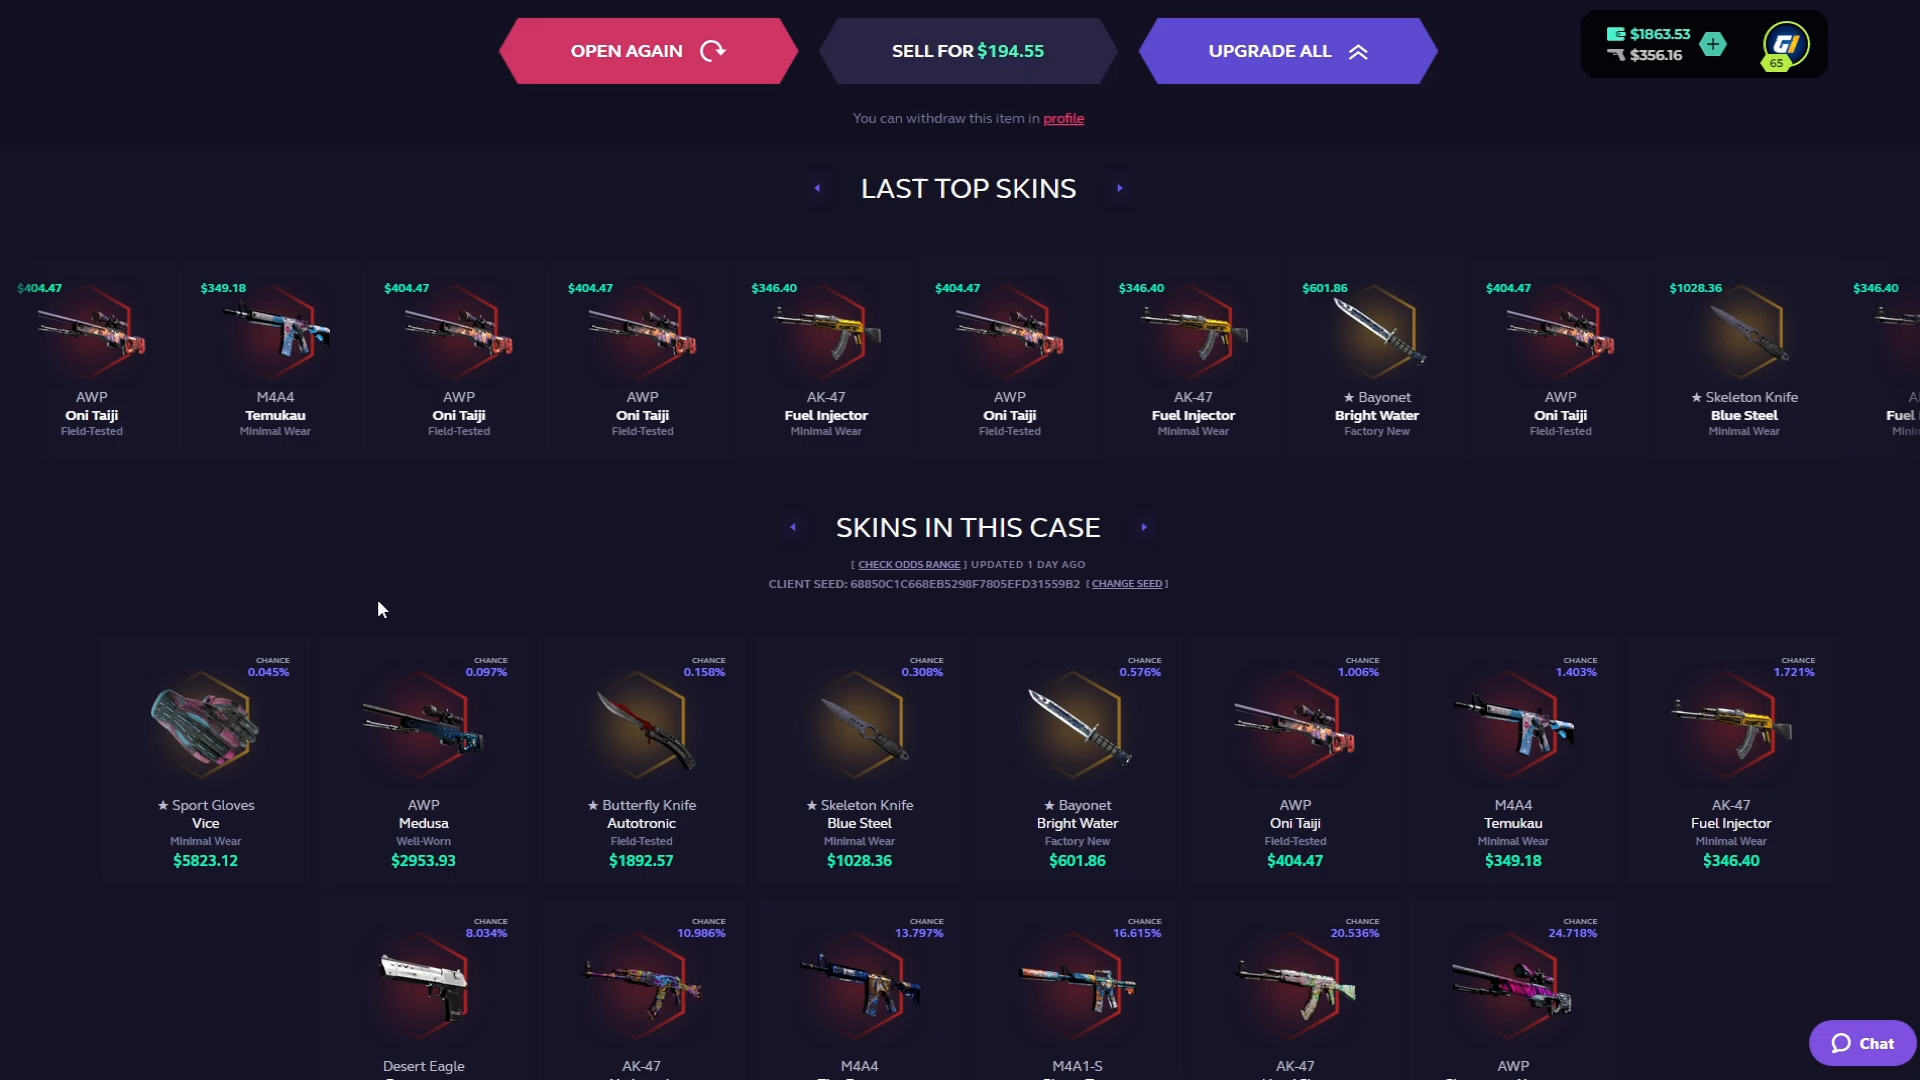 OPEN AGAIN
SELL FOR $194.55
UPGRADE ALL
$1863.53
$356.16
65
You can withdraw this item in profile
LAST TOP SKINS
$404.47
AWP
Oni Taiji
Field-Tested
$349.18
M4A4
Temukau
Minimal Wear
$404.47
AWP
Oni Taiji
Field-Tested
$404.47
AWP
Oni Taiji
Field-Tested
$346.40
AK-47
Fuel Injector
Minimal Wear
$404.47
AWP
Oni Taiji
Field-Tested
$346.40
AK-47
Fuel Injector
Minimal Wear
$601.86
★ Bayonet
Bright Water
Factory New
$404.47
AWP
Oni Taiji
Field-Tested
$1028.36
★ Skeleton Knife
Blue Steel
Minimal Wear
$346.40
Fuel
SKINS IN THIS CASE
[ CHECK ODDS RANGE ] UPDATED 1 DAY AGO
CLIENT SEED: 68850C1C668EB5298F7805EFD31559B2 [ CHANGE SEED ]
CHANCE
0.045%
★ Sport Gloves
Vice
Minimal Wear
$5823.12
CHANCE
0.097%
AWP
Medusa
Well-Worn
$2953.93
CHANCE
0.158%
★ Butterfly Knife
Autotronic
Field-Tested
$1892.57
CHANCE
0.308%
★ Skeleton Knife
Blue Steel
Minimal Wear
$1028.36
CHANCE
0.576%
★ Bayonet
Bright Water
Factory New
$601.86
CHANCE
1.006%
AWP
Oni Taiji
Field-Tested
$404.47
CHANCE
1.403%
M4A4
Temukau
Minimal Wear
$349.18
CHANCE
1.721%
AK-47
Fuel Injector
Minimal Wear
$346.40
CHANCE
8.034%
Desert Eagle
CHANCE
10.986%
AK-47
CHANCE
13.797%
M4A4
CHANCE
16.615%
M4A1-S
CHANCE
20.536%
AK-47
CHANCE
24.718%
AWP
Chat